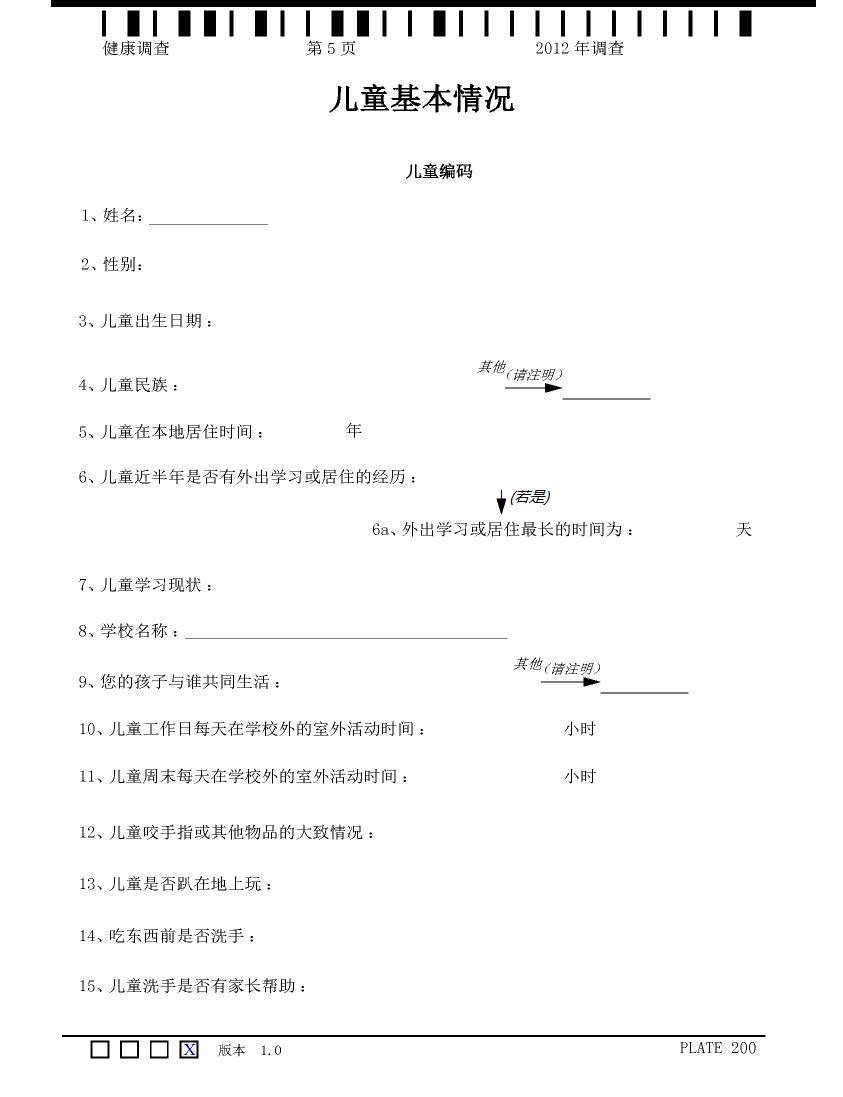 健康调查 第 5 页 2012 年调查
儿童基本情况
儿童编码
1、姓名:______________
2、性别:
3、儿童出生日期：
其他(请注明)
4、儿童民族：
5、儿童在本地居住时间： 年
6、儿童近半年是否有外出学习或居住的经历：
(若是)
6a、外出学习或居住最长的时间为： 天
7、儿童学习现状：
8、学校名称：______________________________________
其他(请注明)
9、您的孩子与谁共同生活：
10、儿童工作日每天在学校外的室外活动时间： 小时
11、儿童周末每天在学校外的室外活动时间： 小时
12、儿童咬手指或其他物品的大致情况：
13、儿童是否趴在地上玩：
14、吃东西前是否洗手：
15、儿童洗手是否有家长帮助：
X 版本 1.0 PLATE 200